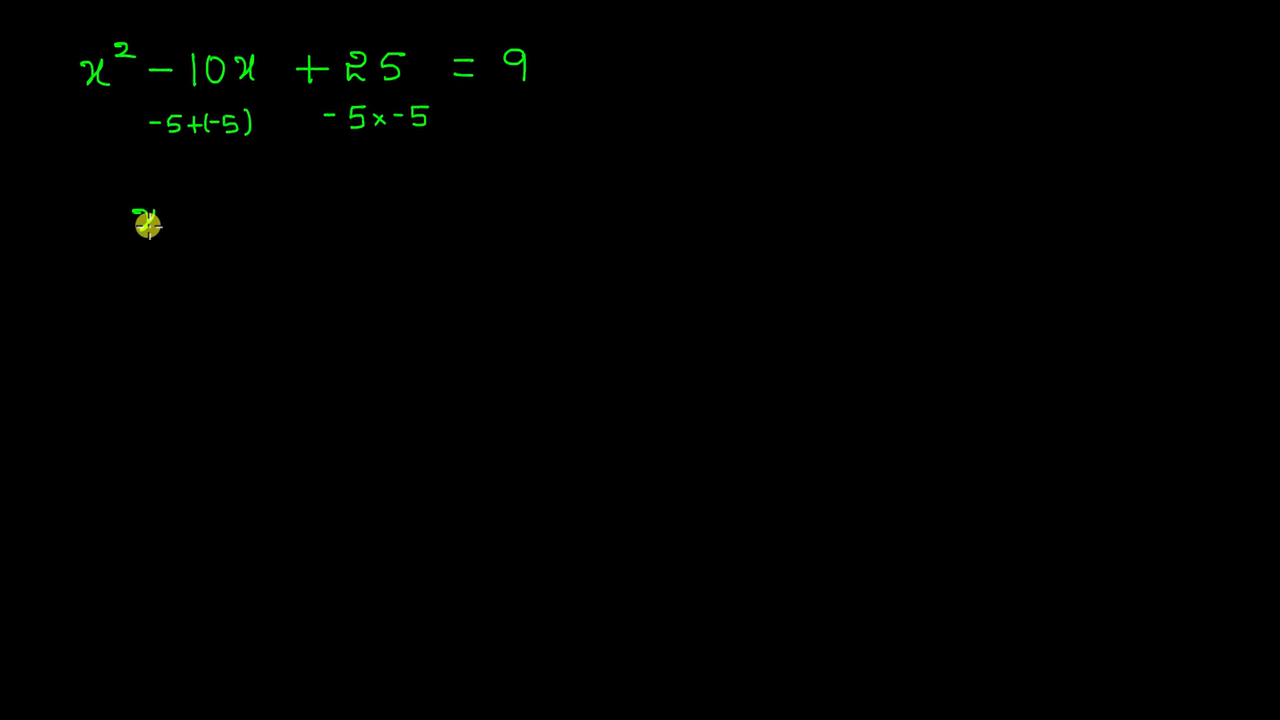 x² - 10x + 25 = 9
-5+(-5) -5×-5
x